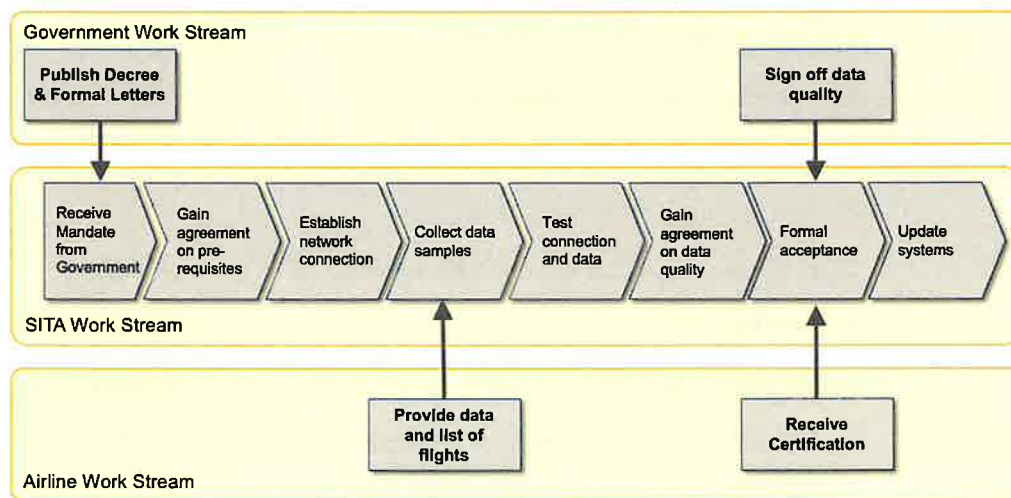 Government Work Stream
Publish Decree
& Formal Letters
Sign off data
quality
Receive
Mandate
from
Government
Gain
agreement
on pre-
requisites
Establish
network
connection
Collect data
samples
Test
connection
and data
Gain
agreement
on data
quality
Formal
acceptance
Update
systems
SITA Work Stream
Provide data
and list of
flights
Receive
Certification
Airline Work Stream